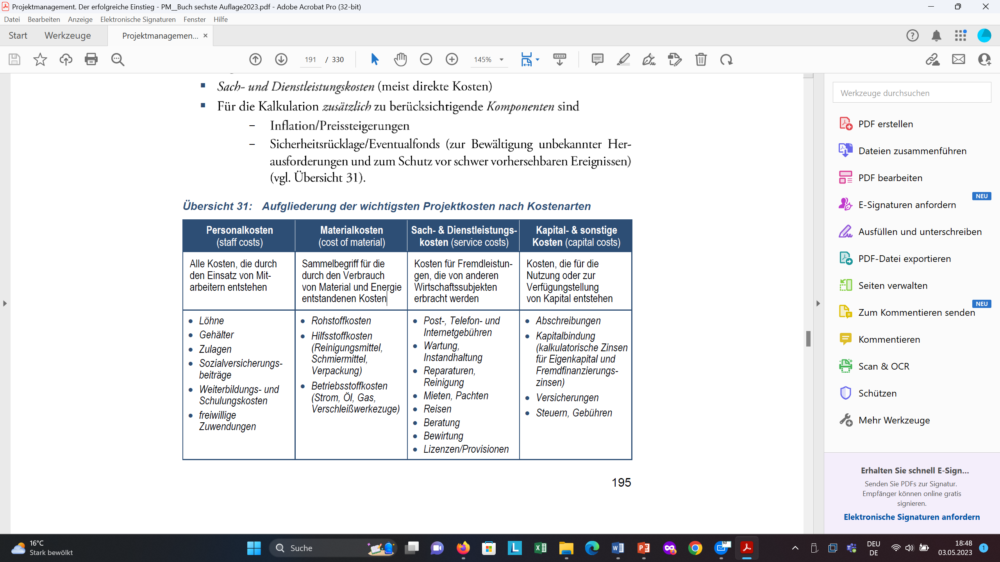 Projektmanagement. Der erfolgreiche Einstieg - PM__Buch sechste Auflage2023.pdf - Adobe Acrobat Pro (32-bit)
Datei Bearbeiten Anzeige Elektronische Signaturen Fenster Hilfe
Start Werkzeuge Projektmanagemen... ×
191 / 330 145%
Sach- und Dienstleistungskosten (meist direkte Kosten)
Für die Kalkulation zusätzlich zu berücksichtigende Komponenten sind
– Inflation/Preissteigerungen
– Sicherheitsrücklage/Eventualfonds (zur Bewältigung unbekannter Her-
ausforderungen und zum Schutz vor schwer vorhersehbaren Ereignissen)
(vgl. Übersicht 31).
Übersicht 31: Aufgliederung der wichtigsten Projektkosten nach Kostenarten
Personalkosten
(staff costs)
Alle Kosten, die durch
den Einsatz von Mit-
arbeitern entstehen
• Löhne
• Gehälter
• Zulagen
• Sozialversicherungs-
beiträge
• Weiterbildungs- und
Schulungskosten
• freiwillige
Zuwendungen
Materialkosten
(cost of material)
Sammelbegriff für die
durch den Verbrauch
von Material und Energie
entstandenen Kosten
• Rohstoffkosten
• Hilfsstoffkosten
(Reinigungsmittel,
Schmiermittel,
Verpackung)
• Betriebsstoffkosten
(Strom, Öl, Gas,
Verschleißwerkezuge)
Sach- & Dienstleistungs-
kosten (service costs)
Kosten für Fremdleistun-
gen, die von anderen
Wirtschaftssubjekten
erbracht werden
• Post-, Telefon- und
Internetgebühren
• Wartung,
Instandhaltung
• Reparaturen,
Reinigung
• Mieten, Pachten
• Reisen
• Beratung
• Bewirtung
• Lizenzen/Provisionen
Kapital- & sonstige
Kosten (capital costs)
Kosten, die für die
Nutzung oder zur
Verfügungstellung
von Kapital entstehen
• Abschreibungen
• Kapitalbindung
(kalkulatorische Zinsen
für Eigenkapital und
Fremdfinanzierungs-
zinsen)
• Versicherungen
• Steuern, Gebühren
195
Werkzeuge durchsuchen
PDF erstellen
Dateien zusammenführen
PDF bearbeiten
NEU
E-Signaturen anfordern
Ausfüllen und unterschreiben
PDF-Datei exportieren
Seiten verwalten
NEU
Zum Kommentieren senden
Kommentieren
Scan & OCR
Schützen
Mehr Werkzeuge
Erhalten Sie schnell E-Sign...
Senden Sie PDFs zur Signatur.
Empfänger können online gratis
signieren.
Elektronische Signaturen anfordern
16°C
Stark bewölkt
Suche
60
DEU
DE
18:48
03.05.2023
1